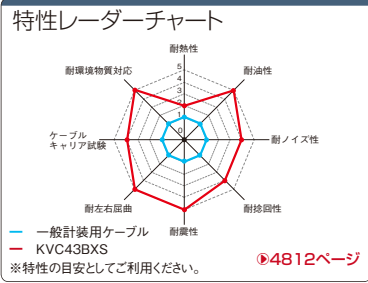 特性レーダーチャート
耐熱性
耐環境物質対応
耐油性
5
4
3
2
1
0
ケーブル
キャリア試験
耐ノイズ性
耐左右屈曲
耐捻回性
耐震性
一般計装用ケーブル
KVC43BXS
※特性の目安としてご利用ください。
4812ページ